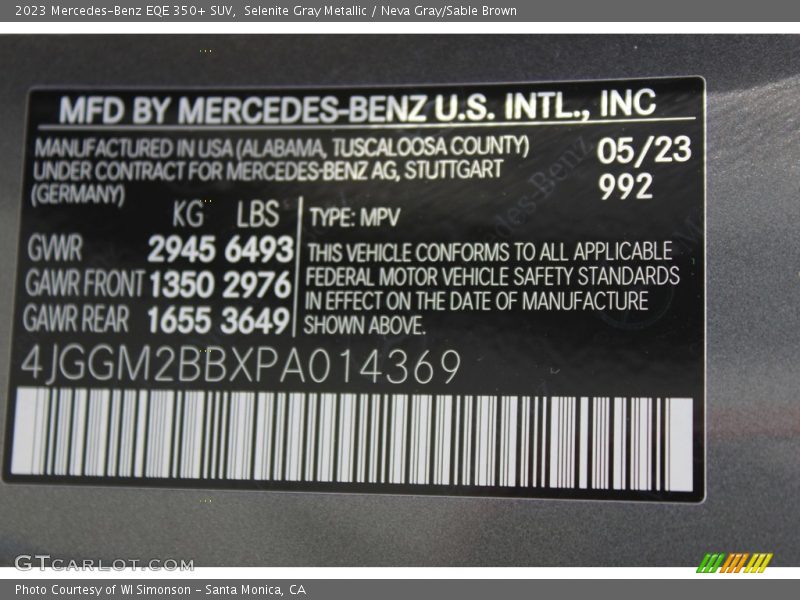 2023 Mercedes-Benz EQE 350+ SUV,  Selenite Gray Metallic / Neva Gray/Sable Brown
MFD BY MERCEDES-BENZ U.S. INTL., INC
MANUFACTURED IN USA (ALABAMA, TUSCALOOSA COUNTY)
UNDER CONTRACT FOR MERCEDES-BENZ AG, STUTTGART
(GERMANY)
05/23
992
KG LBS
GWR 2945 6493
GAWR FRONT 1350 2976
GAWR REAR 1655 3649
TYPE: MPV
THIS VEHICLE CONFORMS TO ALL APPLICABLE
FEDERAL MOTOR VEHICLE SAFETY STANDARDS
IN EFFECT ON THE DATE OF MANUFACTURE
SHOWN ABOVE.
4JGGM2BBXPA014369
GTCARLOT.COM
Photo Courtesy of WI Simonson - Santa Monica, CA